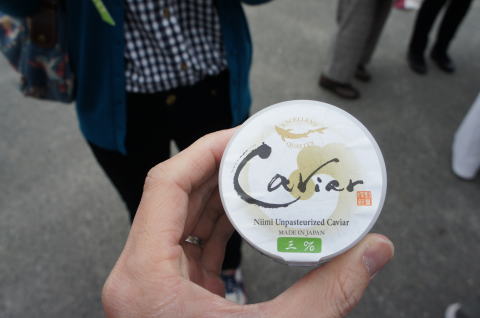 EXCELLENT
QUALITY
Caviar
Niimi Unpasteurized Caviar
MADE IN JAPAN
三 %